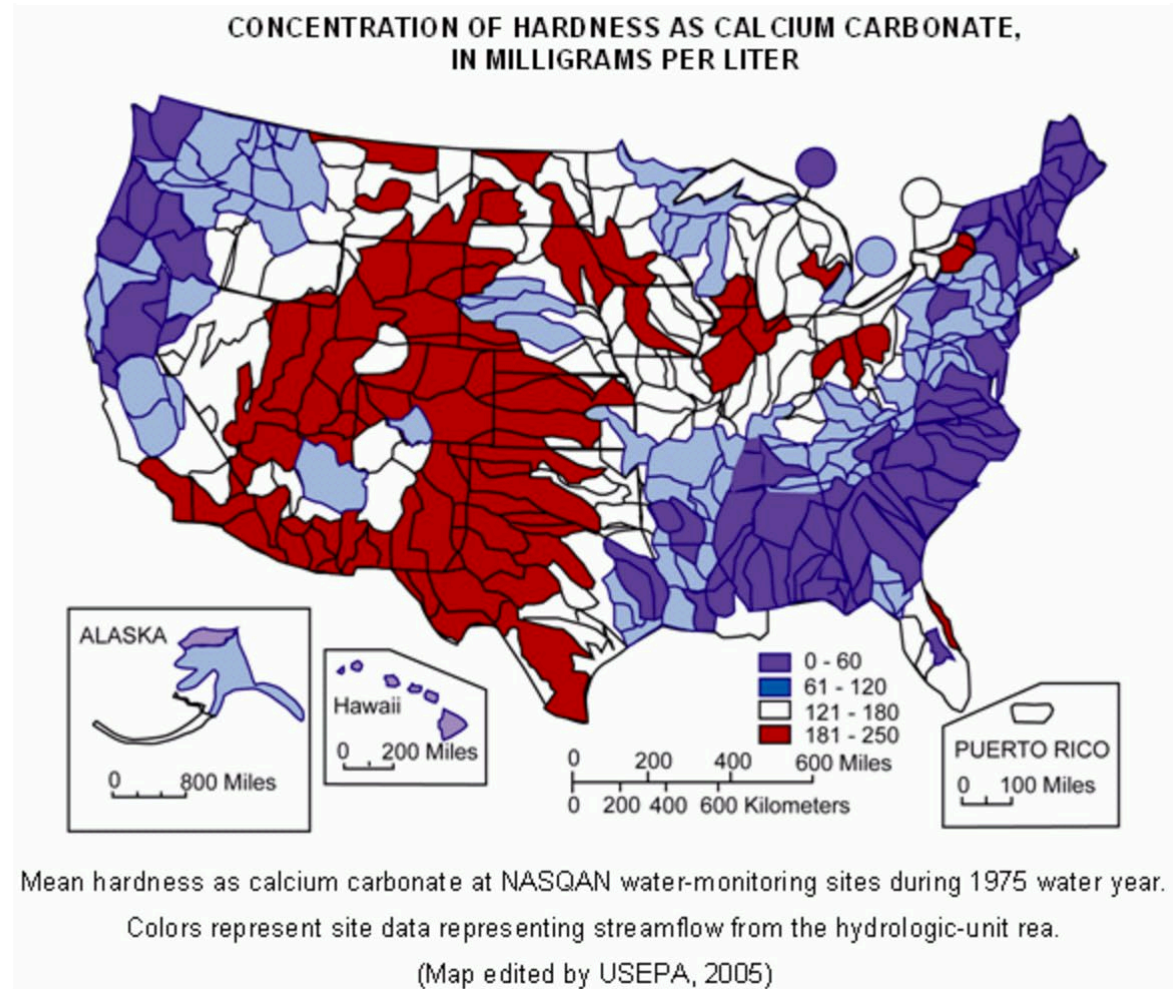 CONCENTRATION OF HARDNESS AS CALCIUM CARBONATE,
IN MILLIGRAMS PER LITER
ALASKA
0 800 Miles
Hawaii
0 200 Miles
0 - 60
61 - 120
121 - 180
181 - 250
0 200 400 600 Miles
0 200 400 600 Kilometers
PUERTO RICO
0 100 Miles
Mean hardness as calcium carbonate at NASQAN water-monitoring sites during 1975 water year.
Colors represent site data representing streamflow from the hydrologic-unit rea.
(Map edited by USEPA, 2005)